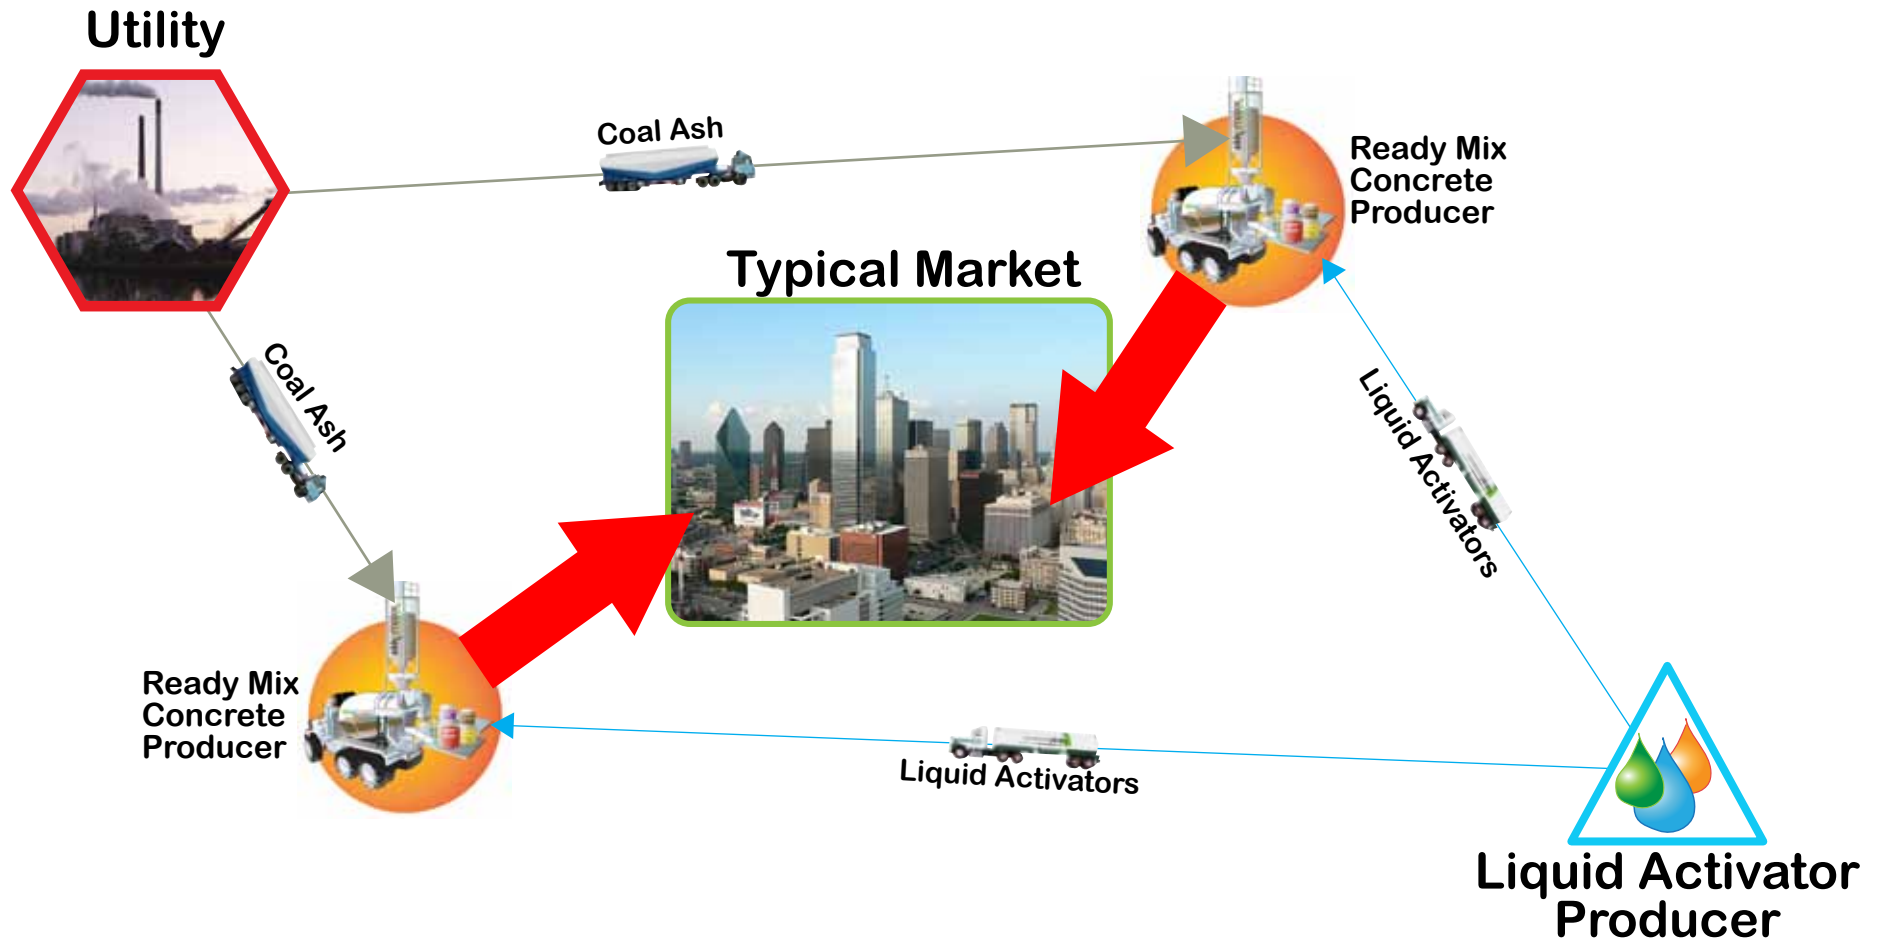 Utility
Coal Ash
Ready Mix
Concrete
Producer
Typical Market
Coal Ash
Liquid Activators
Ready Mix
Concrete
Producer
Liquid Activators
Liquid Activator
Producer